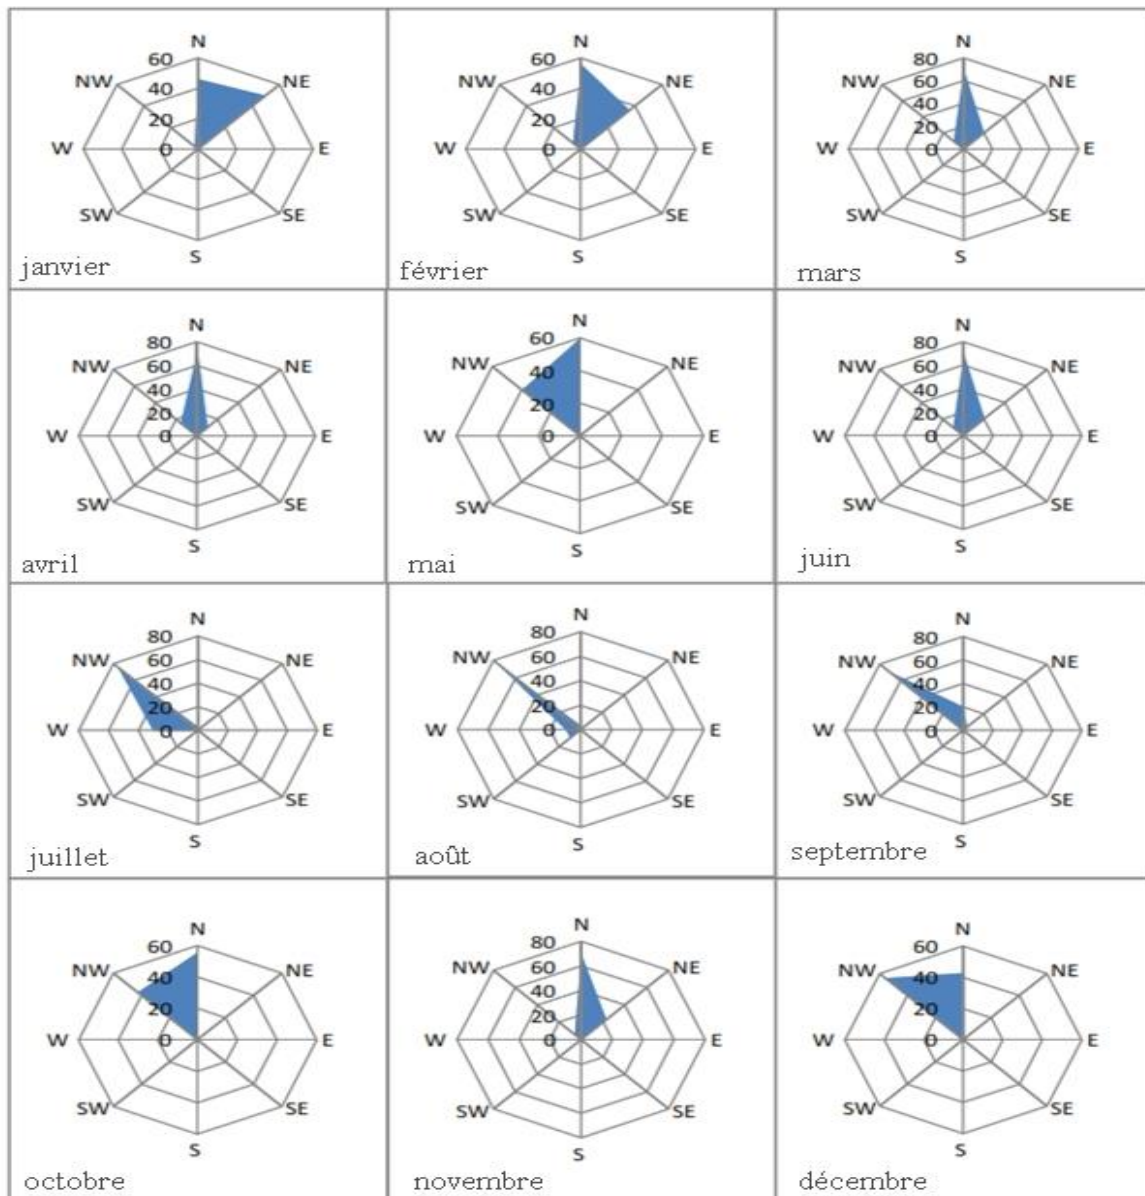 N
60
NW
NE
40
20
W
0
E
SW
SE
S
janvier
N
60
NW
NE
40
20
W
0
E
SW
SE
S
février
N
80
NW
60
NE
40
20
W
0
E
SW
SE
S
mars
N
80
NW
60
NE
40
20
W
0
E
SW
SE
S
avril
N
60
NW
NE
40
20
W
0
E
SW
SE
S
mai
N
80
NW
60
NE
40
20
W
0
E
SW
SE
S
juin
N
80
NW
60
NE
40
20
W
0
E
SW
SE
S
juillet
N
80
NW
60
NE
40
20
W
0
E
SW
SE
S
août
N
80
NW
60
NE
40
20
W
0
E
SW
SE
S
septembre
N
60
NW
NE
40
20
W
0
E
SW
SE
S
octobre
N
80
NW
60
NE
40
20
W
0
E
SW
SE
S
novembre
N
60
NW
NE
40
20
W
0
E
SW
SE
S
décembre